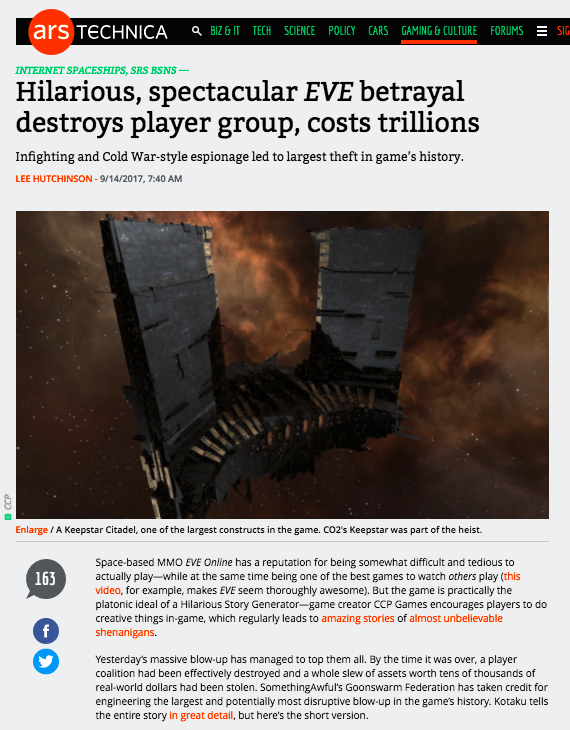 ars TECHNICA
BIZ & IT TECH SCIENCE POLICY CARS GAMING & CULTURE FORUMS SIG
INTERNET SPACESHIPS, SRS BSNS —
Hilarious, spectacular EVE betrayal
destroys player group, costs trillions
Infighting and Cold War-style espionage led to largest theft in game's history.
LEE HUTCHINSON - 9/14/2017, 7:40 AM
CCP
Enlarge / A Keepstar Citadel, one of the largest constructs in the game. CO2's Keepstar was part of the heist.
163
Space-based MMO EVE Online has a reputation for being somewhat difficult and tedious to
actually play—while at the same time being one of the best games to watch others play (this
video, for example, makes EVE seem thoroughly awesome). But the game is practically the
platonic ideal of a Hilarious Story Generator—game creator CCP Games encourages players to do
creative things in-game, which regularly leads to amazing stories of almost unbelievable
shenanigans.
Yesterday's massive blow-up has managed to top them all. By the time it was over, a player
coalition had been effectively destroyed and a whole slew of assets worth tens of thousands of
real-world dollars had been stolen. SomethingAwful's Goonswarm Federation has taken credit for
engineering the largest and potentially most disruptive blow-up in the game's history. Kotaku tells
the entire story in great detail, but here's the short version.